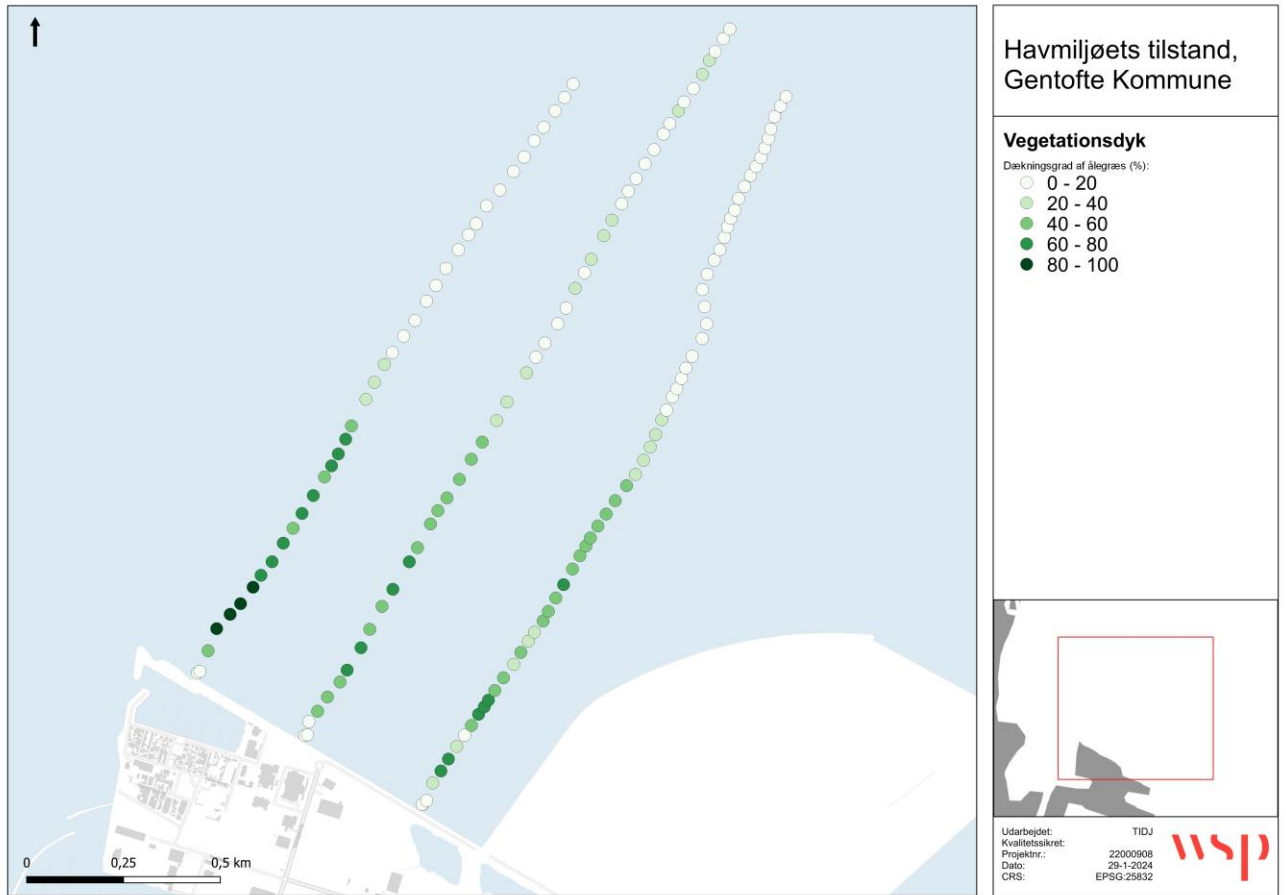 Havmiljøets tilstand,
Gentofte Kommune
Vegetationsdyk
Dækningsgrad af ålegræs (%):
0 - 20
20 - 40
40 - 60
60 - 80
80 - 100
0 0,25 0,5 km
Udarbejdet: TIDJ
Kvalitetssikret:
Projektnr.: 22000908
Dato: 29-1-2024
CRS: EPSG:25832
wsp